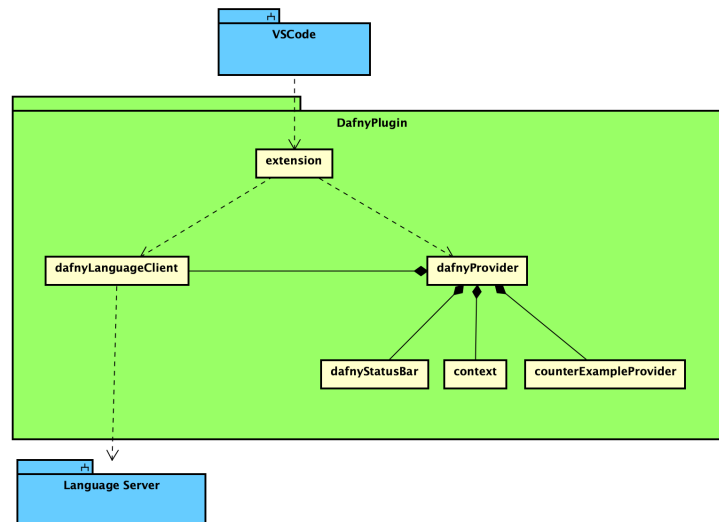 VSCode
DafnyPlugin
extension
dafnyLanguageClient
dafnyProvider
dafnyStatusBar
context
counterExampleProvider
Language Server